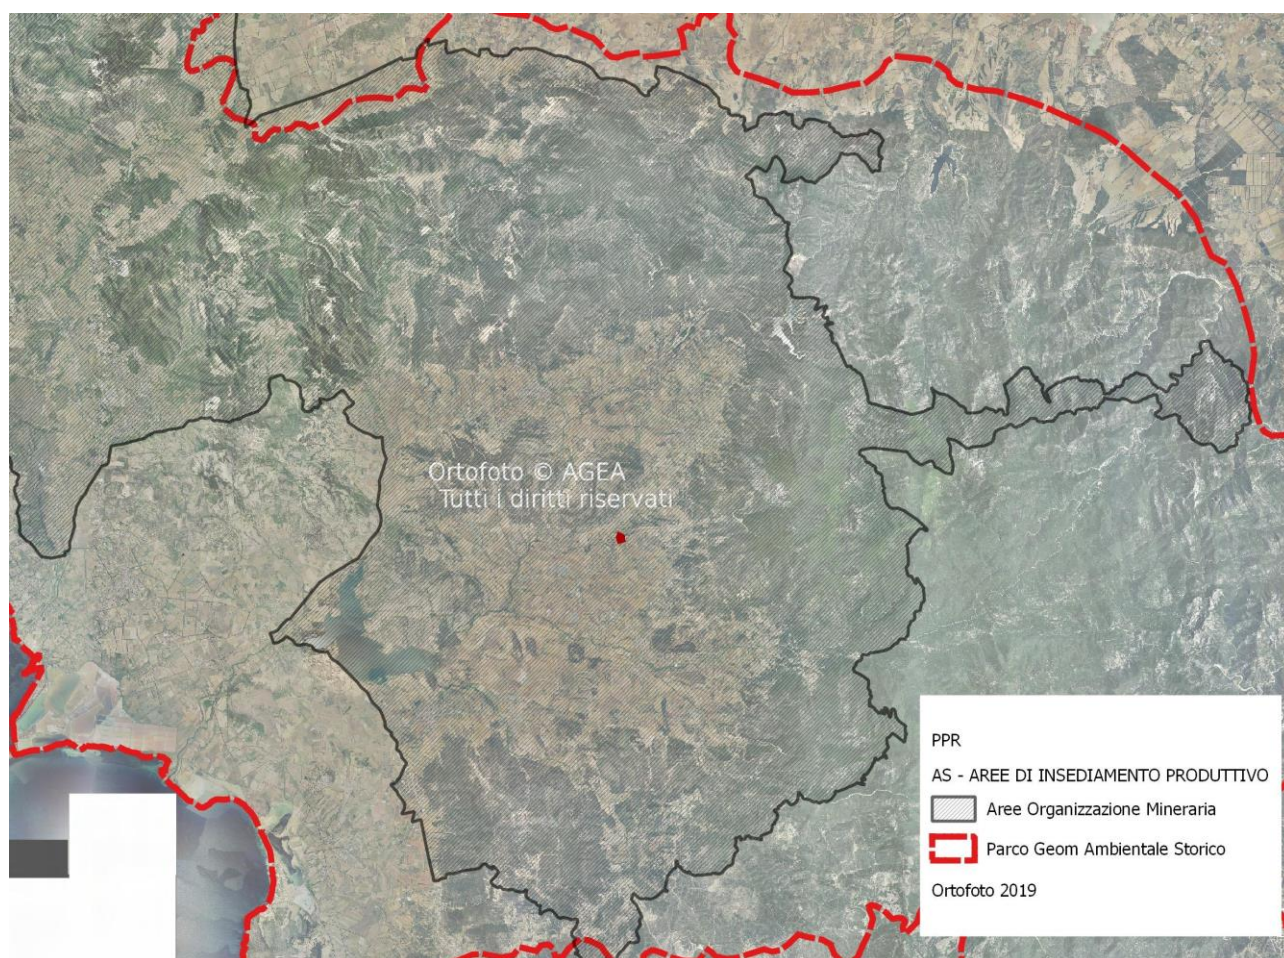 Ortofoto © AGEA
Tutti i diritti riservati
PPR
AS - AREE DI INSEDIAMENTO PRODUTTIVO
Aree Organizzazione Mineraria
Parco Geom Ambientale Storico
Ortofoto 2019